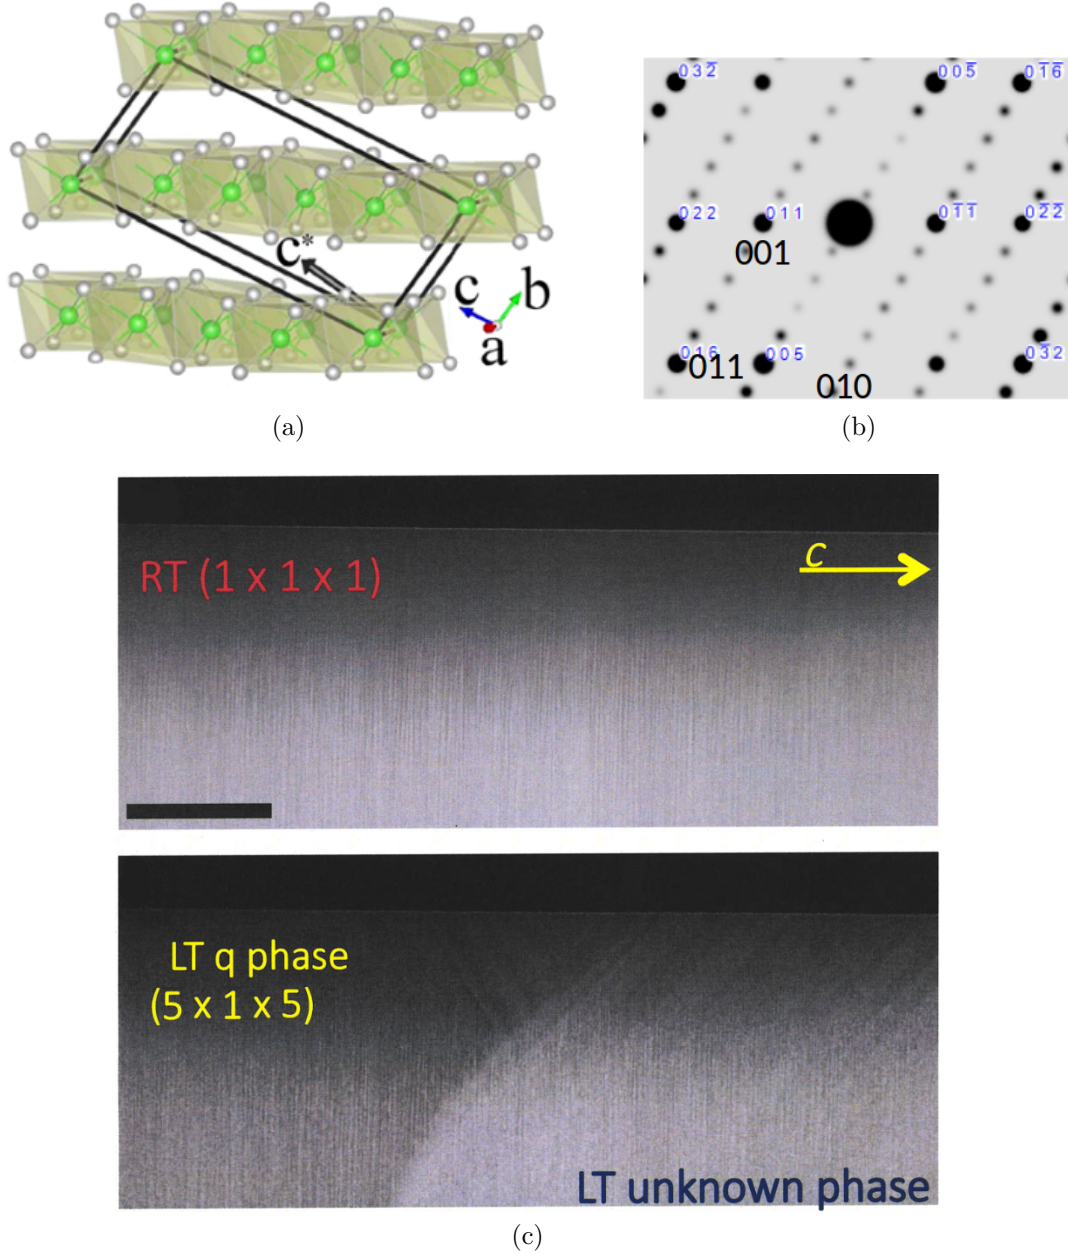 c*
c
b
a
(a)
032̅
005̅
01̅6̅
022
011
01̅1̅
02̅2̅
001
016
011
005
010
03̅2
(b)
RT (1 x 1 x 1)
c
LT q phase
(5 x 1 x 5)
LT unknown phase
(c)